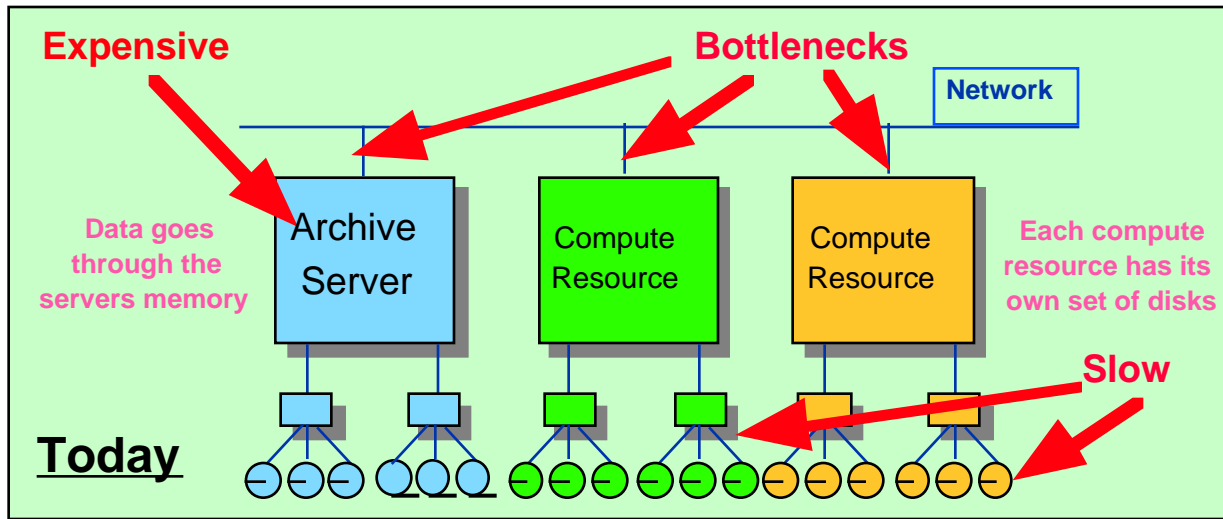 Expensive
Bottlenecks
Network
Archive
Server
Compute
Resource
Compute
Resource
Data goes
through the
servers memory
Each compute
resource has its
own set of disks
Slow
Today